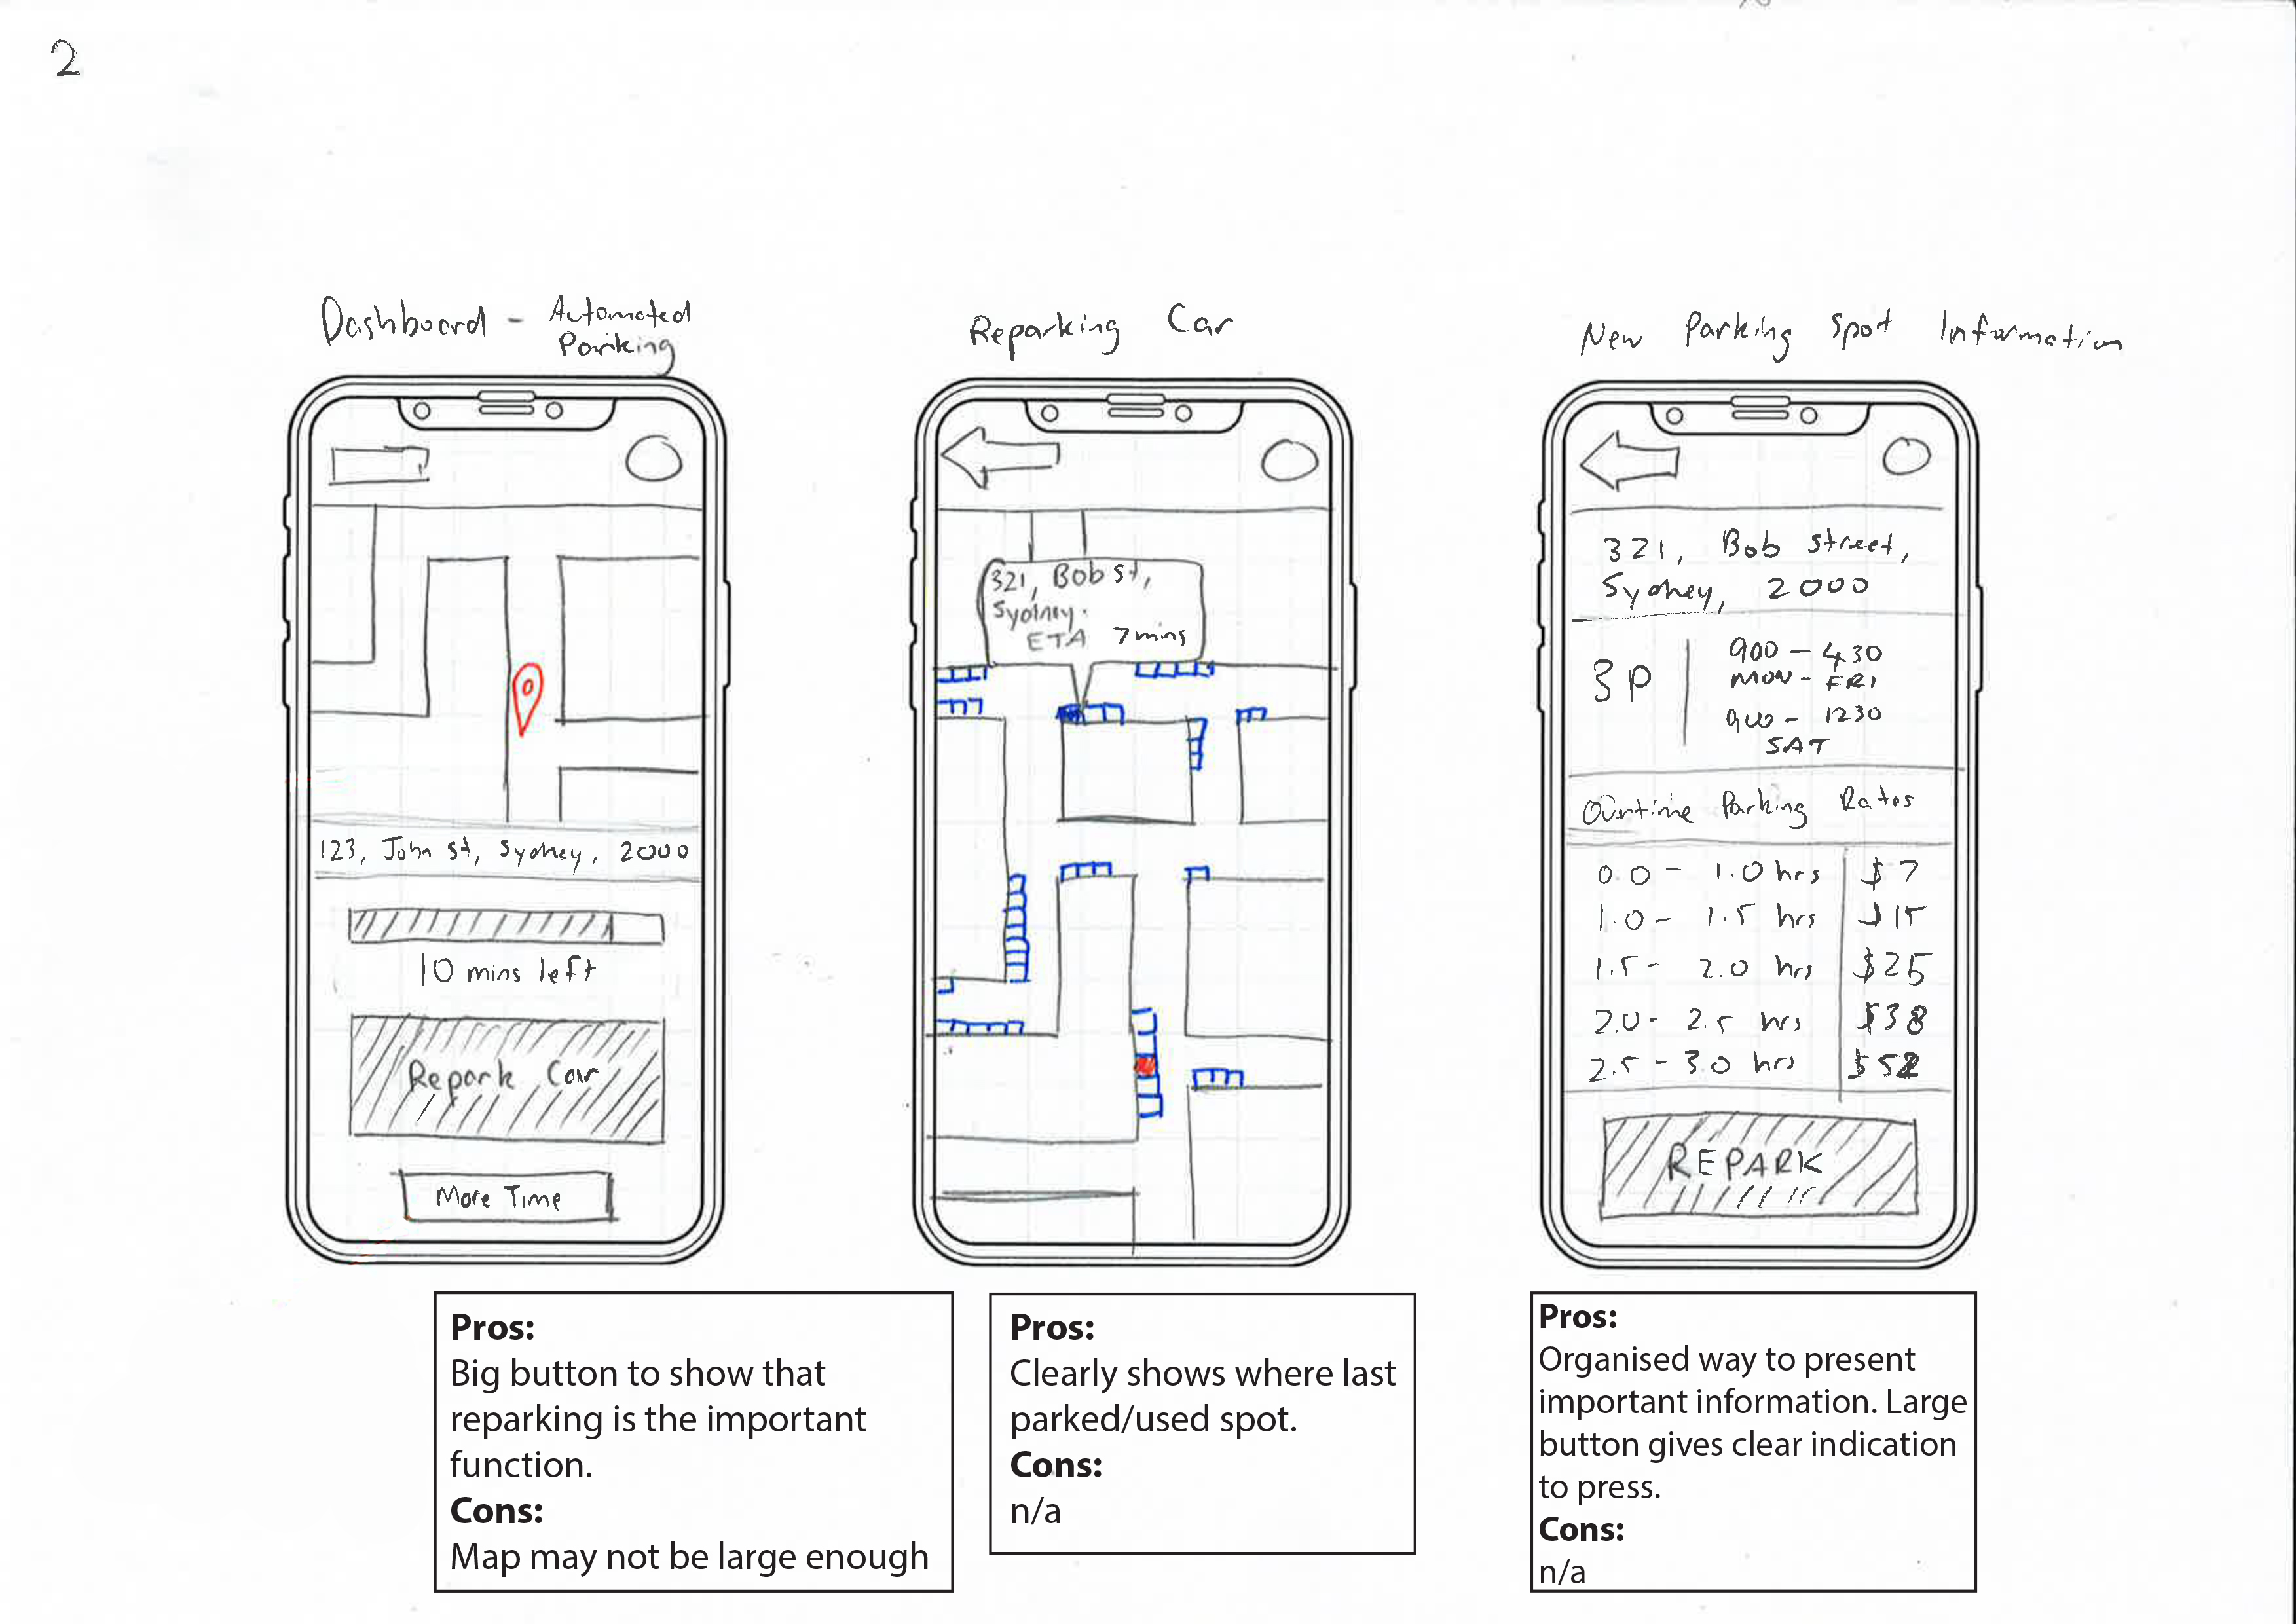 2
Dashboard - Automated
Parking
123, John St, Sydney, 2000
10 mins left
Repark Car
More Time
Pros:
Big button to show that
reparking is the important
function.
Cons:
Map may not be large enough
Reparking Car
321, Bob St,
Sydney.
ETA 7 mins
Pros:
Clearly shows where last
parked/used spot.
Cons:
n/a
New Parking Spot Information
321, Bob Street,
Sydney, 2000
3P
900 - 430
MON - FRI
900 - 1230
SAT
Overtime Parking Rates
0.0 - 1.0 hrs $7
1.0 - 1.5 hrs $15
1.5 - 2.0 hrs $25
2.0 - 2.5 hrs $38
2.5 - 3.0 hrs $52
REPARK
Pros:
Organised way to present
important information. Large
button gives clear indication
to press.
Cons:
n/a